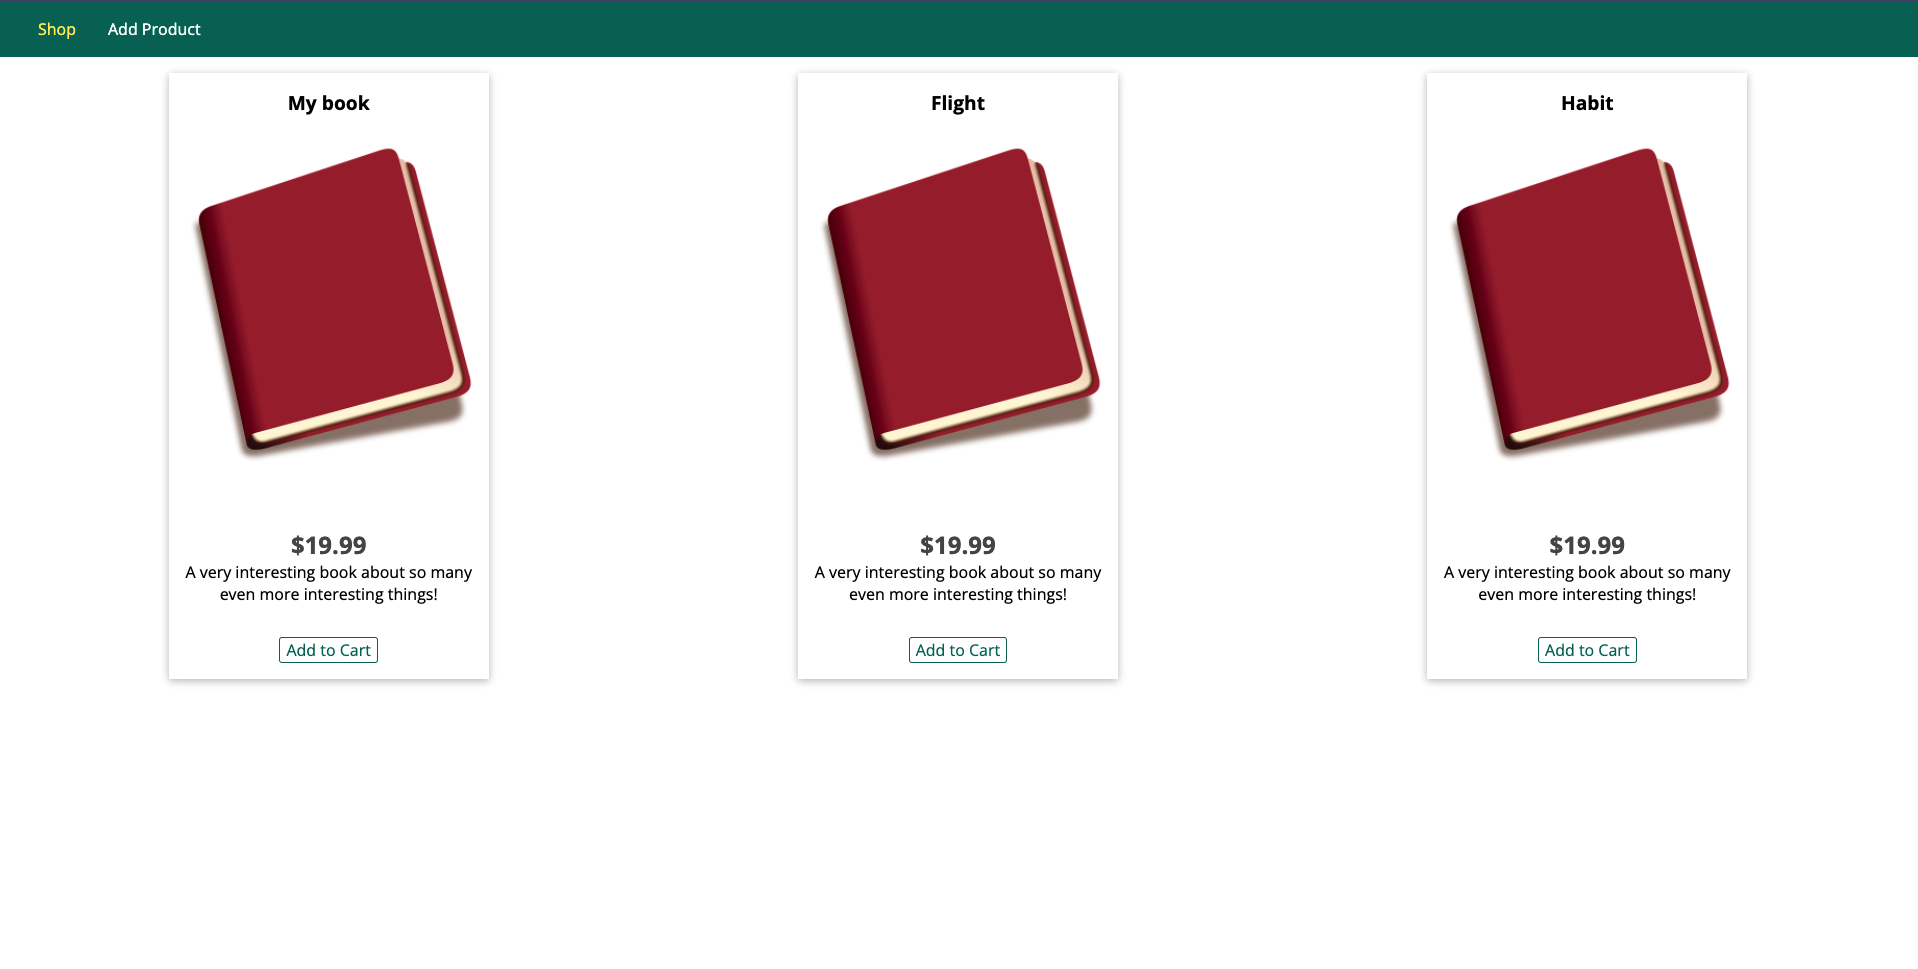 Shop Add Product
My book
$19.99
A very interesting book about so many
even more interesting things!
Add to Cart
Flight
$19.99
A very interesting book about so many
even more interesting things!
Add to Cart
Habit
$19.99
A very interesting book about so many
even more interesting things!
Add to Cart